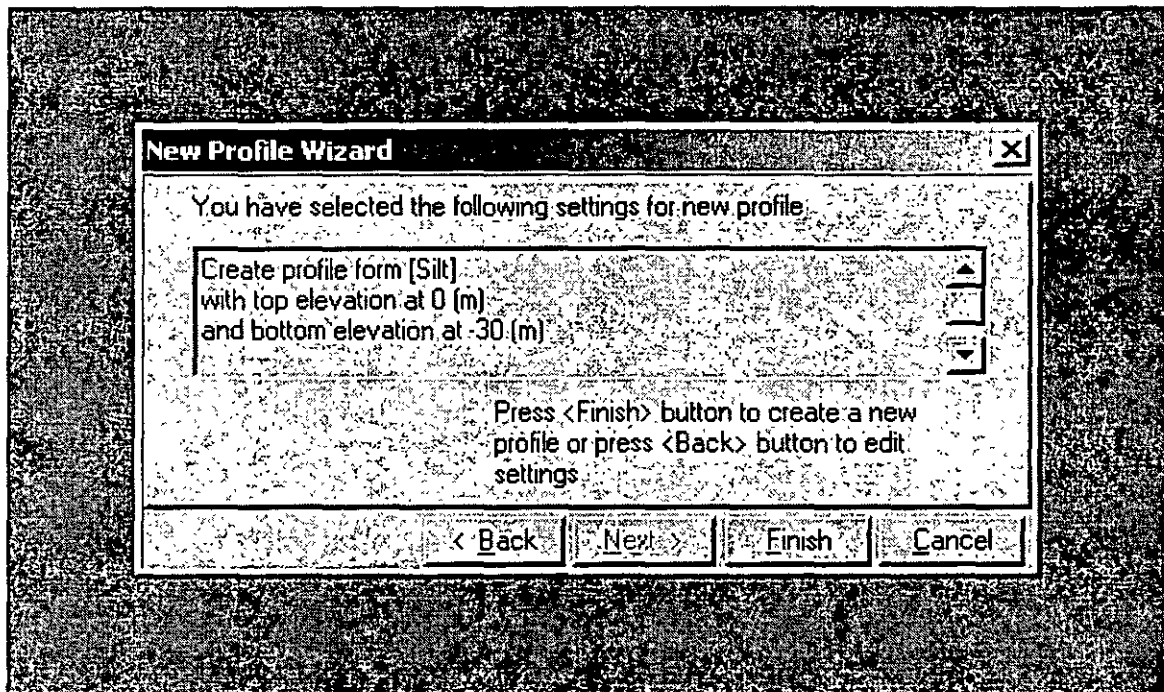 New Profile Wizard
You have selected the following settings for new profile
Create profile form [Silt]
with top elevation at 0 (m)
and bottom elevation at -30 (m)
Press <Finish> button to create a new
profile or press <Back> button to edit
settings
< Back Next > Finish Cancel